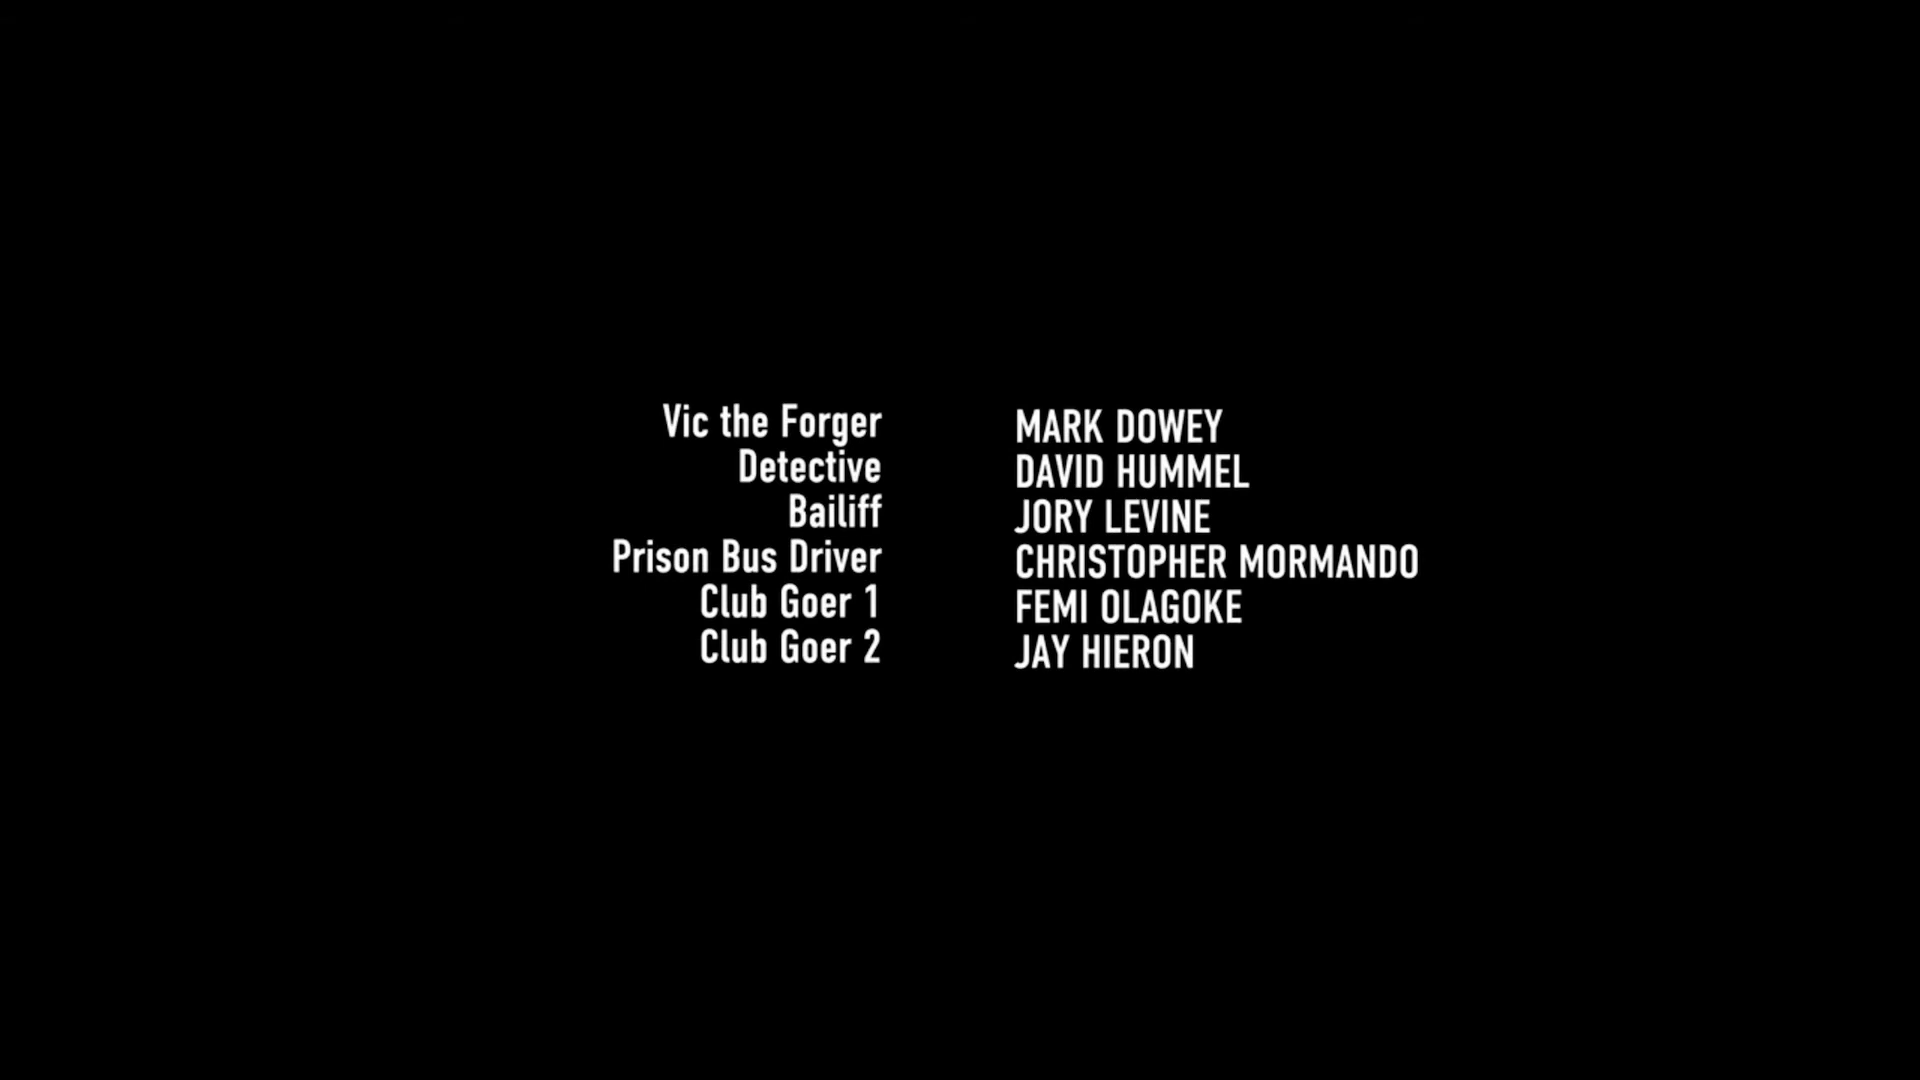 Vic the Forger MARK DOWEY
Detective DAVID HUMMEL
Bailiff JORY LEVINE
Prison Bus Driver CHRISTOPHER MORMANDO
Club Goer 1 FEMI OLAGOKE
Club Goer 2 JAY HIERON